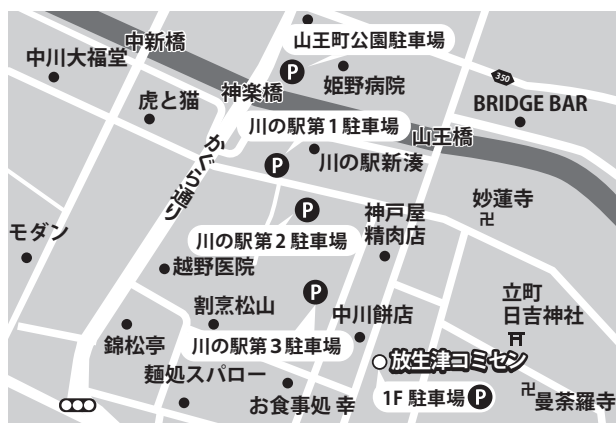 山王町公園駐車場
中新橋
中川大福堂
P
姫野病院
350
神楽橋
虎と猫
BRIDGE BAR
川の駅第1駐車場
山王橋
かぐら通り
川の駅新湊
P
妙蓮寺
神戸屋
精肉店
P
モダン
川の駅第2駐車場
越野医院
立町
日吉神社
P
割烹松山
中川餅店
錦松亭
川の駅第3駐車場
放生津コミセン
麺処スパロー
お食事処 幸
1F 駐車場 P
曼荼羅寺